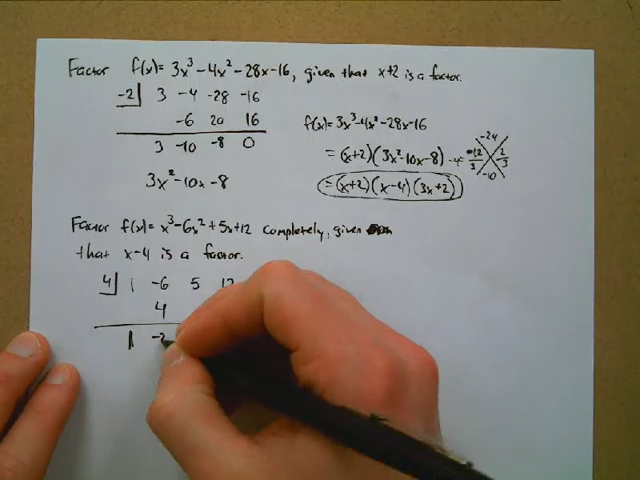 Factor f(x)= 3x³-4x²-28x-16, given that x+2 is a factor.
-2 3 -4 -28 -16
-6 20 16
3 -10 -8 0
3x²-10x-8
f(x)=3x³-4x²-28x-16
=(x+2)(3x²-10x-8)
=(x+2)(x-4)(3x+2)
-24
-4= -12/3 2/3
-10
Factor f(x)= x³-6x²+5x+12 completely, given
that x-4 is a factor.
4 1 -6 5 12
4
1 -2